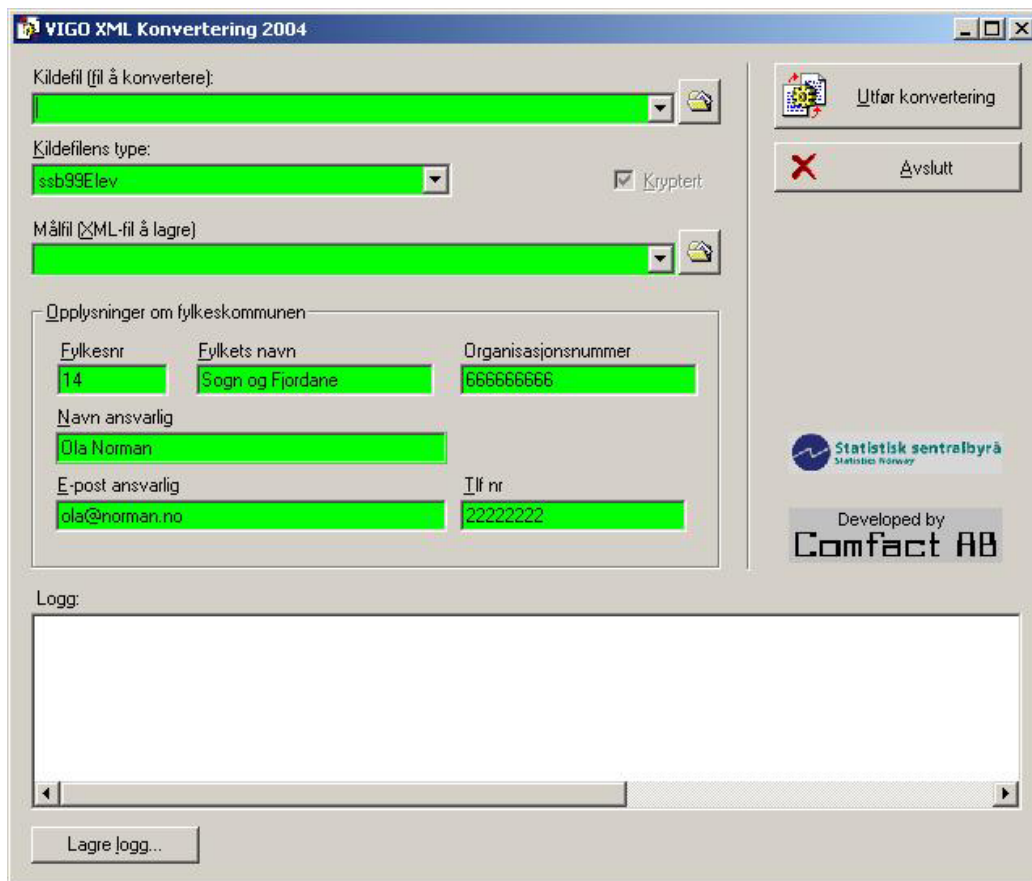 VIGO XML Konvertering 2004
Kildefil (fil å konvertere):
Utfør konvertering
Kildefilens type:
ssb99Elev
Kryptert
Avslutt
Målfil (XML-fil å lagre)
Opplysninger om fylkeskommunen
Fylkesnr
Fylkets navn
Organisasjonsnummer
14
Sogn og Fjordane
666666666
Navn ansvarlig
Ola Norman
E-post ansvarlig
Tlf nr
ola@norman.no
22222222
Statistisk sentralbyrå
Statistics Norway
Developed by
Comfact AB
Logg:
Lagre logg...